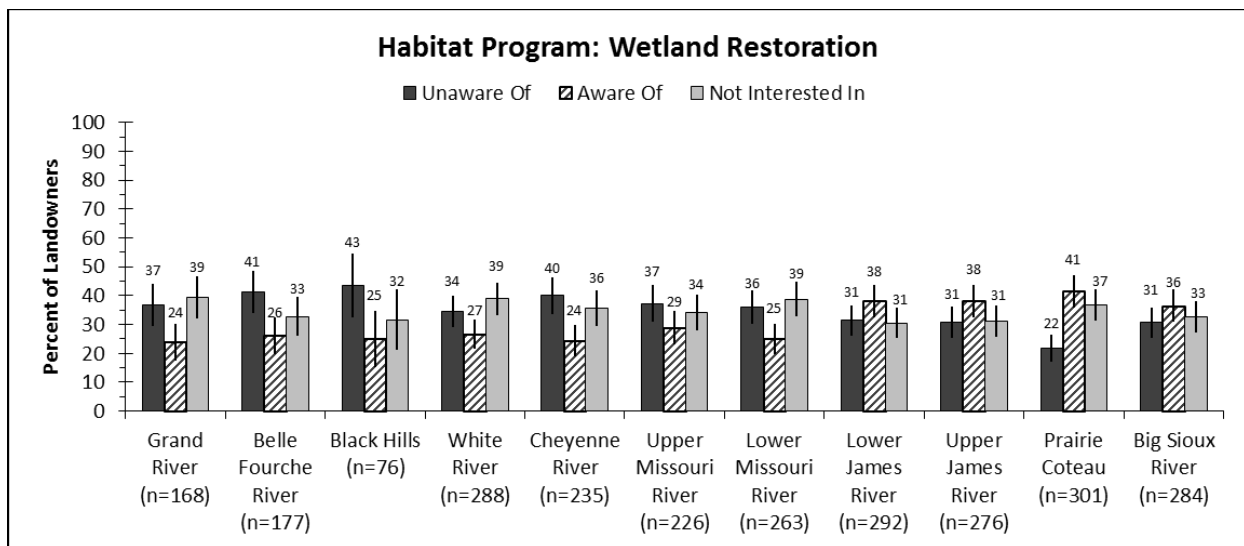 Habitat Program: Wetland Restoration
Unaware Of Aware Of Not Interested In
Percent of Landowners
100
90
80
70
60
50
40
30
20
10
0
37 24 39
41 26 33
43 25 32
34 27 39
40 24 36
37 29 34
36 25 39
31 38 31
31 38 31
22 41 37
31 36 33
Grand
River
(n=168)
Belle
Fourche
River
(n=177)
Black Hills
(n=76)
White
River
(n=288)
Cheyenne
River
(n=235)
Upper
Missouri
River
(n=226)
Lower
Missouri
River
(n=263)
Lower
James
River
(n=292)
Upper
James
River
(n=276)
Prairie
Coteau
(n=301)
Big Sioux
River
(n=284)